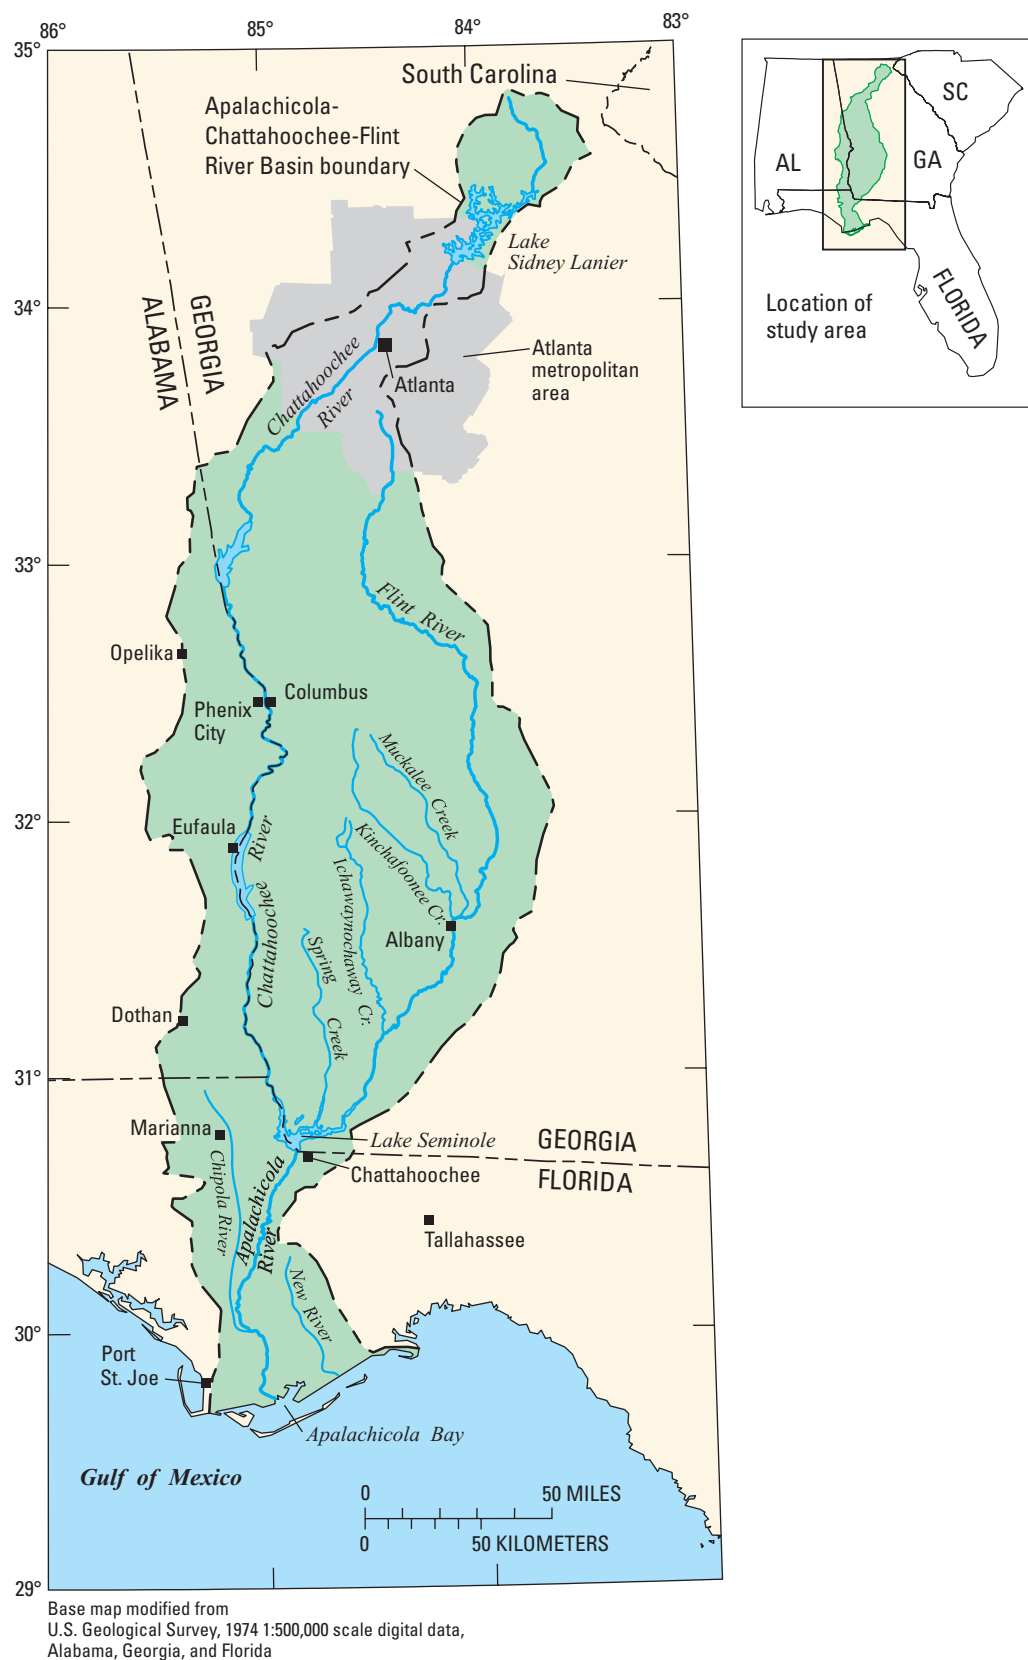 86°
85°
84°
83°
35°
34°
33°
32°
31°
30°
29°
South Carolina
Apalachicola-
Chattahoochee-Flint
River Basin boundary
Lake
Sidney Lanier
GEORGIA
ALABAMA
Chattahoochee
River
Atlanta
Atlanta
metropolitan
area
Flint River
Opelika
Columbus
Phenix
City
Muckalee Creek
Kinchafoonee Cr.
Ichawaynochaway Cr.
Eufaula
Chattahoochee River
Albany
Spring
Creek
Dothan
Marianna
Lake Seminole
GEORGIA
FLORIDA
Chattahoochee
Chipola River
Apalachicola
River
Tallahassee
New River
Port
St. Joe
Apalachicola Bay
Gulf of Mexico
0 50 MILES
0 50 KILOMETERS
Base map modified from
U.S. Geological Survey, 1974 1:500,000 scale digital data,
Alabama, Georgia, and Florida
SC
AL
GA
FLORIDA
Location of
study area